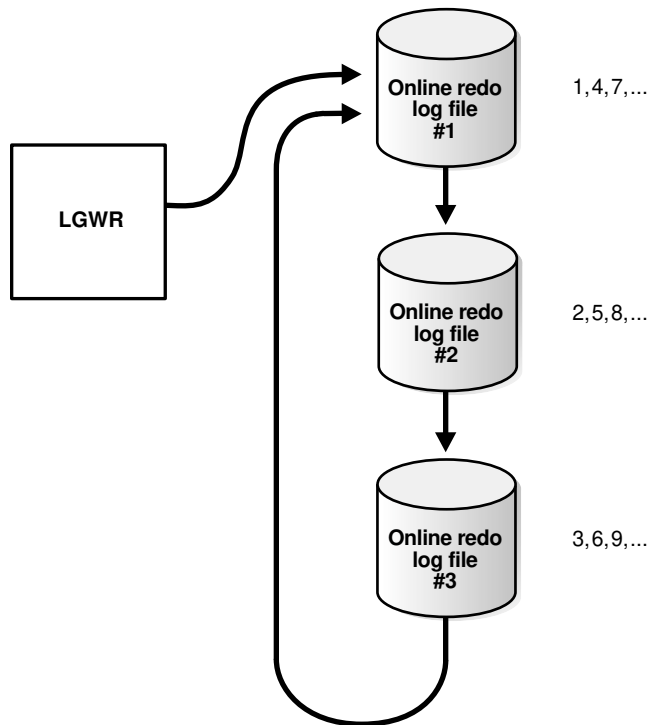 Online redo
log file
#1
1,4,7,...
LGWR
Online redo
log file
#2
2,5,8,...
Online redo
log file
#3
3,6,9,...